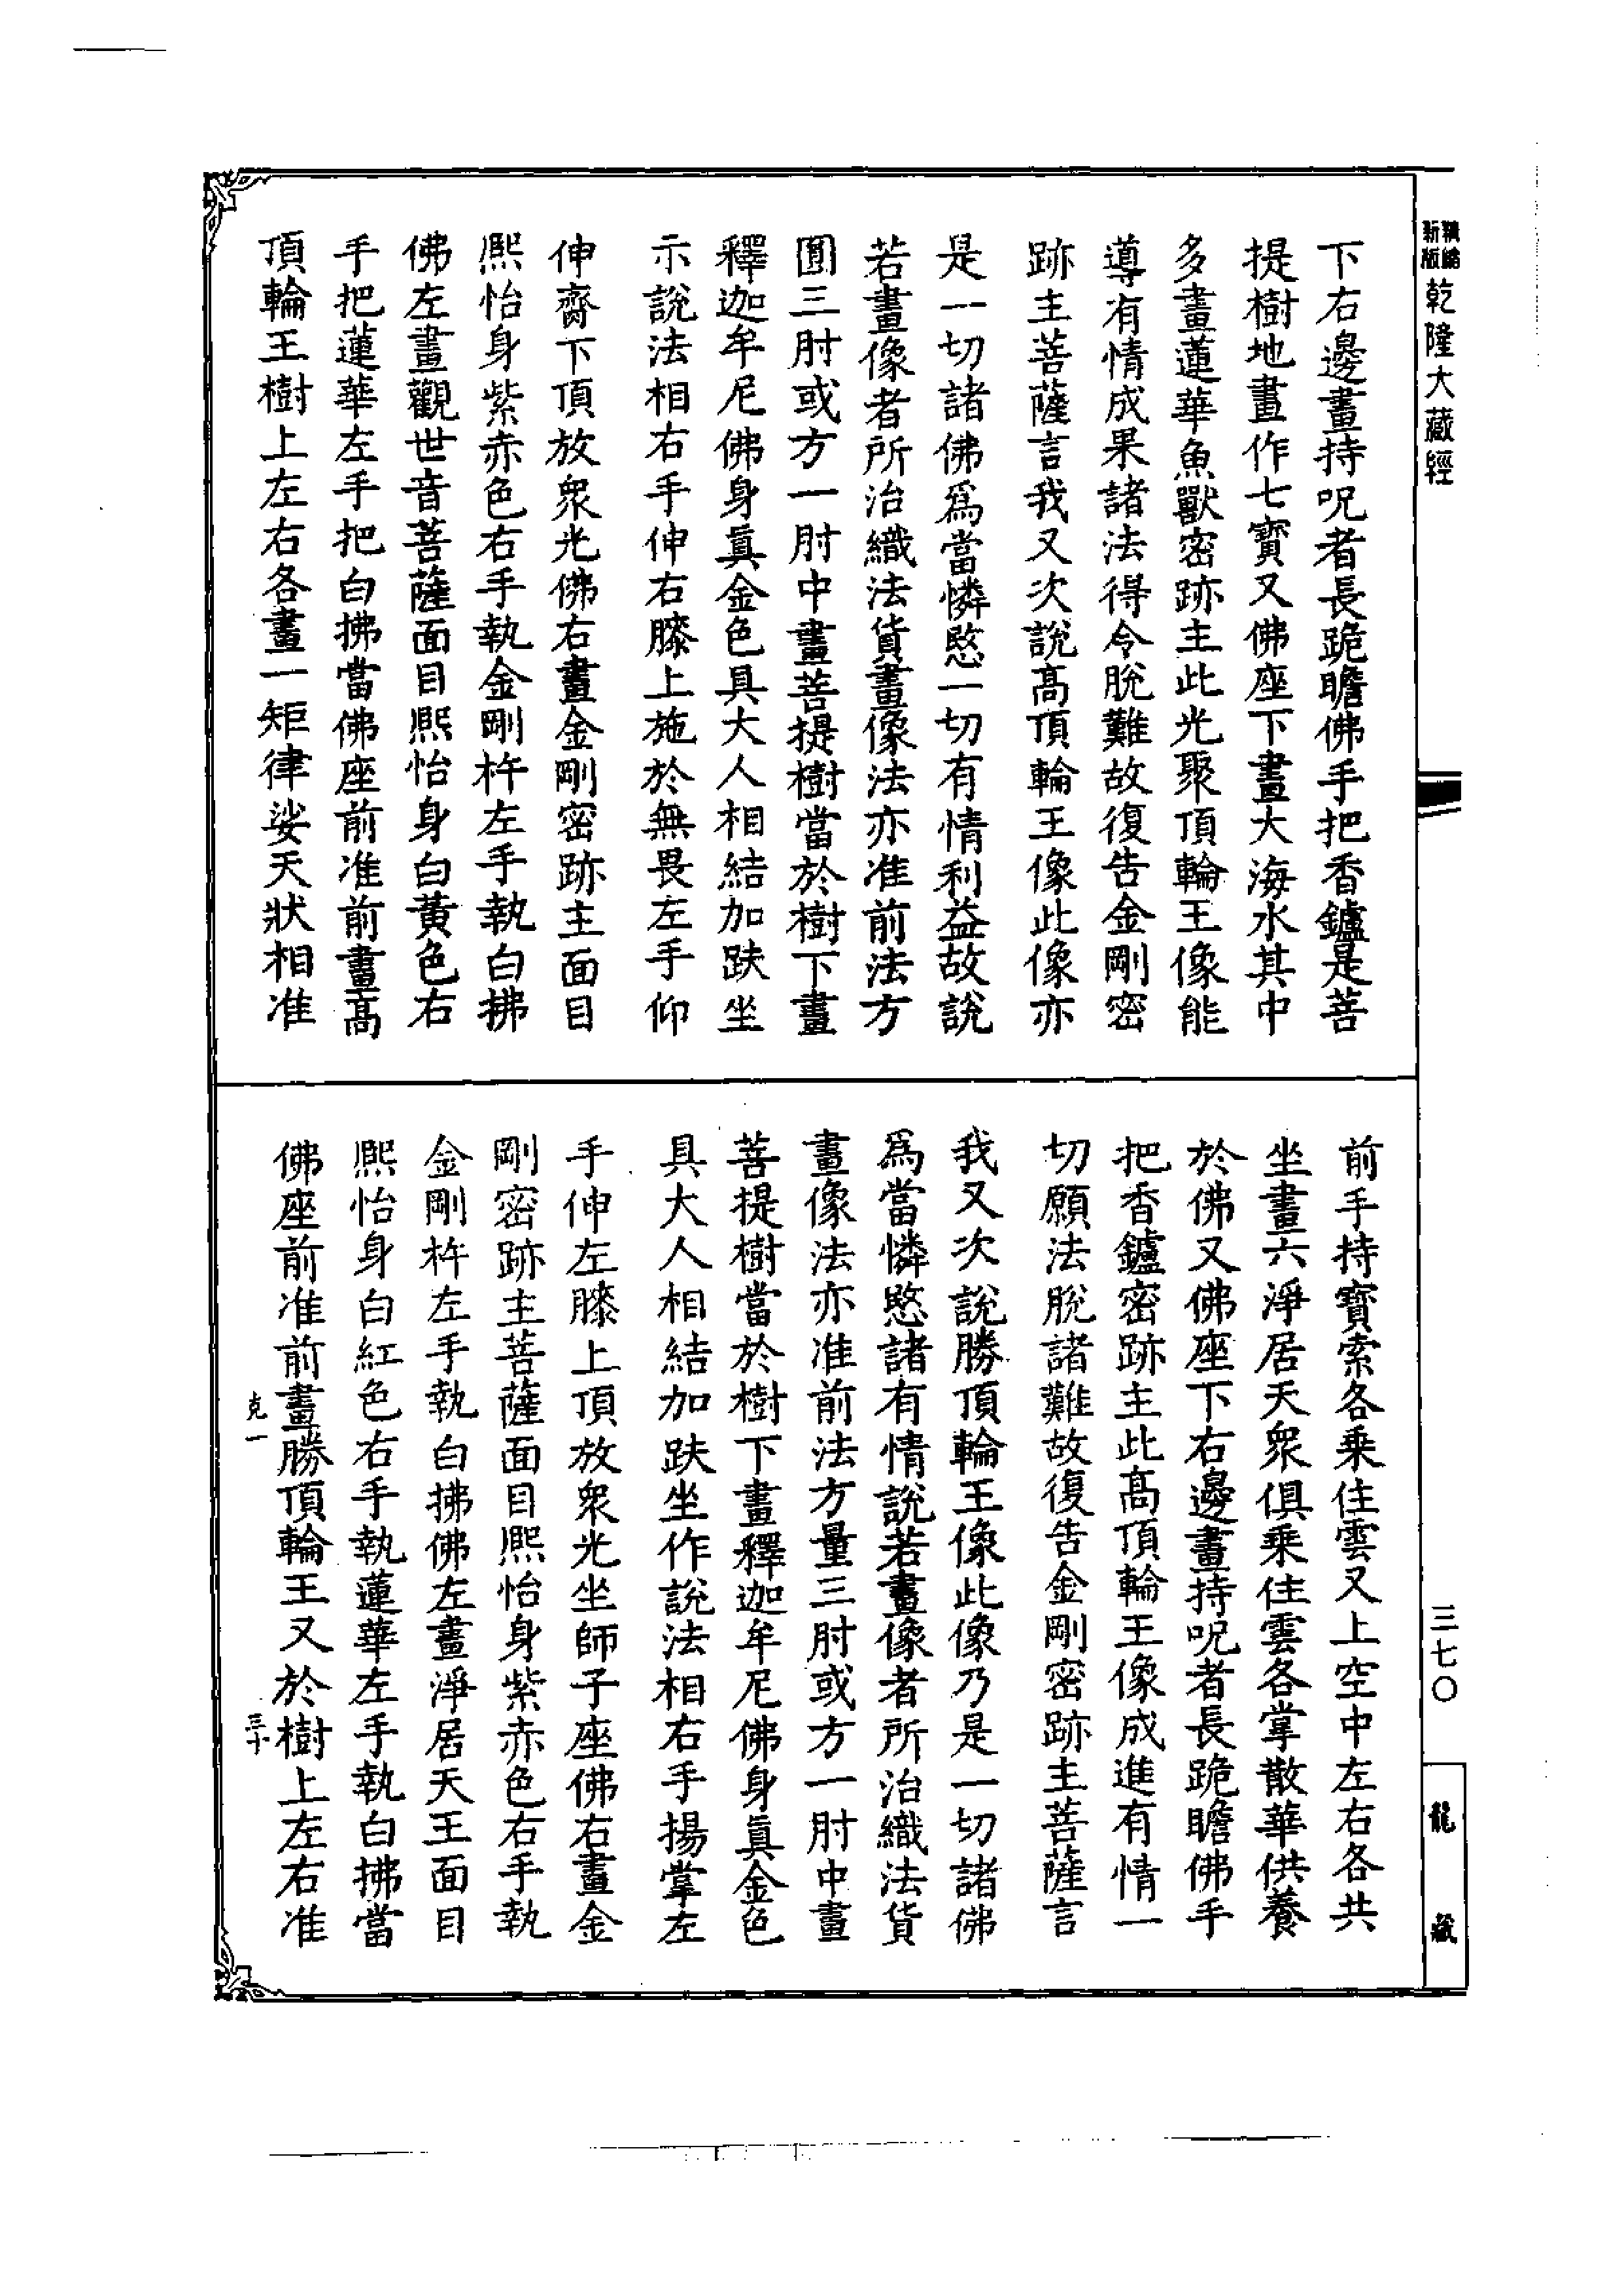 新版
乾隆大藏經
下右邊畫持呪者長跪瞻佛手把香鑪是菩
提樹地畫作七寶又佛座下畫大海水其中
多畫蓮華魚獸密跡主此光聚頂輪王像能
導有情成果諸法得令脫難故復告金剛密
跡主菩薩言我又次說高頂輪王像此像亦
是一切諸佛爲當憐愍一切有情利益故說
若畫像者所治織法貨畫像法亦准前法方
圓三肘或方一肘中畫菩提樹當於樹下畫
釋迦牟尼佛身眞金色具大人相結加趺坐
示說法相右手伸右膝上施於無畏左手仰
伸齊下頂放衆光佛右畫金剛密跡主面目
熙怡身紫赤色右手執金剛杵左手執白拂
佛左畫觀世音菩薩面目熙怡身白黃色右
手把蓮華左手把白拂當佛座前准前畫高
頂輪王樹上左右各畫一矩律娑天狀相准
前手持寶索各乘住雲又上空中左右各共
坐畫六淨居天衆俱乘住雲各掌散華供養
於佛又佛座下右邊畫持呪者長跪瞻佛手
把香鑪密跡主此高頂輪王像成進有情一
切願法脫諸難故復告金剛密跡主菩薩言
我又次說勝頂輪王像此像乃是一切諸佛
爲當憐愍諸有情說若畫像者所治織法貨
畫像法亦准前法方量三肘或方一肘中畫
菩提樹當於樹下畫釋迦牟尼佛身眞金色
具大人相結加趺坐作說法相右手揚掌左
手伸左膝上頂放衆光坐師子座佛右畫金
剛密跡主菩薩面目熙怡身紫赤色右手執
金剛杵左手執白拂佛左畫淨居天王面目
熙怡身白紅色右手執蓮華左手執白拂當
佛座前准前畫勝頂輪王又於樹上左右准
克一
三十
三七〇
龍藏